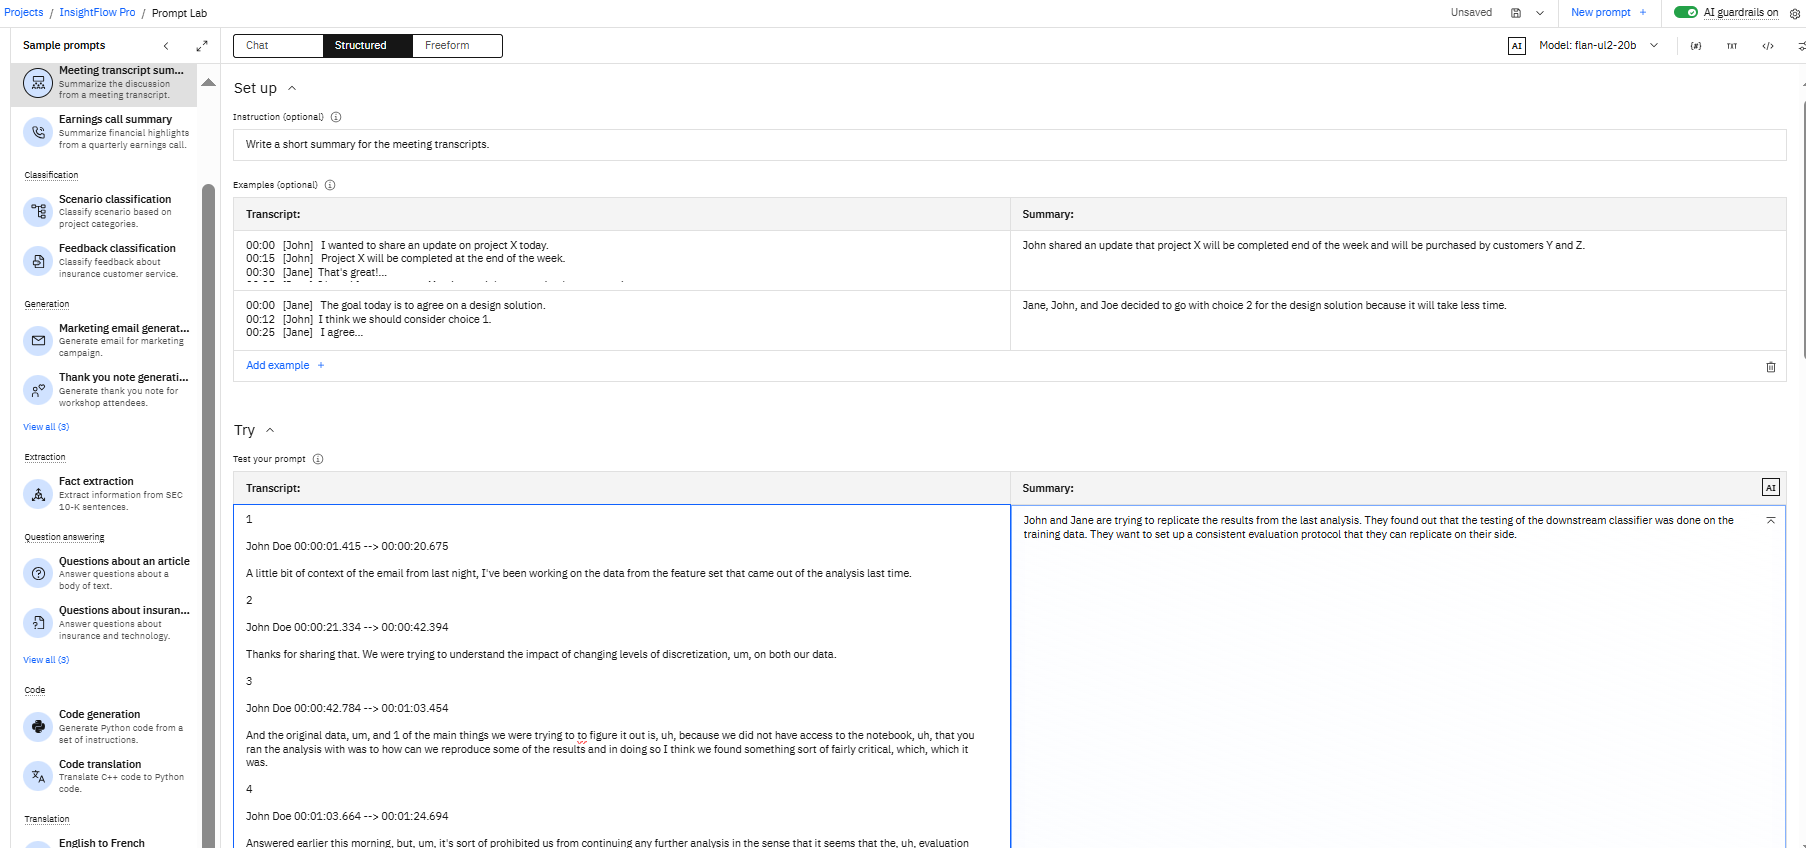 Projects / InsightFlow Pro / Prompt Lab
Unsaved
New prompt +
AI guardrails on
Sample prompts
Chat
Structured
Freeform
AI
Model: flan-ul2-20b
{#}
TXT
</>
Meeting transcript sum...
Summarize the discussion
from a meeting transcript.
Earnings call summary
Summarize financial highlights
from a quarterly earnings call.
Classification
Scenario classification
Classify scenario based on
project categories.
Feedback classification
Classify feedback about
insurance customer service.
Generation
Marketing email generat...
Generate email for marketing
campaign.
Thank you note generati...
Generate thank you note for
workshop attendees.
View all (3)
Extraction
Fact extraction
Extract information from SEC
10-K sentences.
Question answering
Questions about an article
Answer questions about a
body of text.
Questions about insuran...
Answer questions about
insurance and technology.
View all (3)
Code
Code generation
Generate Python code from a
set of instructions.
Code translation
Translate C++ code to Python
code.
Translation
English to French
Set up
Instruction (optional)
Write a short summary for the meeting transcripts.
Examples (optional)
Transcript:
Summary:
00:00 [John] I wanted to share an update on project X today.
00:15 [John] Project X will be completed at the end of the week.
00:30 [Jane] That's great!...
John shared an update that project X will be completed end of the week and will be purchased by customers Y and Z.
00:00 [Jane] The goal today is to agree on a design solution.
00:12 [John] I think we should consider choice 1.
00:25 [Jane] I agree...
Jane, John, and Joe decided to go with choice 2 for the design solution because it will take less time.
Add example +
Try
Test your prompt
Transcript:
Summary:
AI
1
John Doe 00:00:01.415 --> 00:00:20.675
A little bit of context of the email from last night, I've been working on the data from the feature set that came out of the analysis last time.
2
John Doe 00:00:21.334 --> 00:00:42.394
Thanks for sharing that. We were trying to understand the impact of changing levels of discretization, um, on both our data.
3
John Doe 00:00:42.784 --> 00:01:03.454
And the original data, um, and 1 of the main things we were trying to to figure it out is, uh, because we did not have access to the notebook, uh, that you
ran the analysis with was to how can we reproduce some of the results and in doing so I think we found something sort of fairly critical, which, which it
was.
4
John Doe 00:01:03.664 --> 00:01:24.694
Answered earlier this morning, but, um, it's sort of prohibited us from continuing any further analysis in the sense that it seems that the, uh, evaluation
John and Jane are trying to replicate the results from the last analysis. They found out that the testing of the downstream classifier was done on the
training data. They want to set up a consistent evaluation protocol that they can replicate on their side.